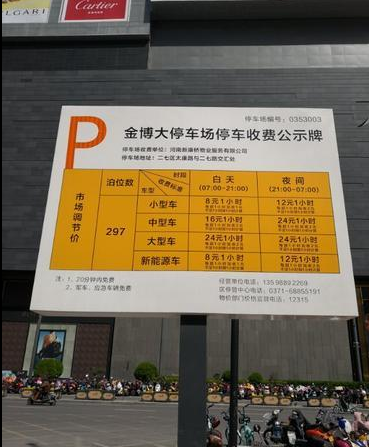 BVLGARI
Cartier
停车场编号：0353003
P 金博大停车场停车收费公示牌
停车场收费单位：河南新康桥物业服务有限公司
停车场地址：二七区太康路与二七路交汇处
市场调节价
泊位数
时段
收费标准
车型
白天
(07:00-21:00)
夜间
(21:00-07:00)
297
小型车
8元1小时
12元1小时
中型车
16元1小时
24元1小时
大型车
24元1小时
24元1小时
新能源车
8元1小时
12元1小时
注：1、20分钟内免费
2、军车、应急车辆免费
经营单位电话：135 9889 2269
区停管中心电话：0371-68855191
物价部门价格监督电话：12315